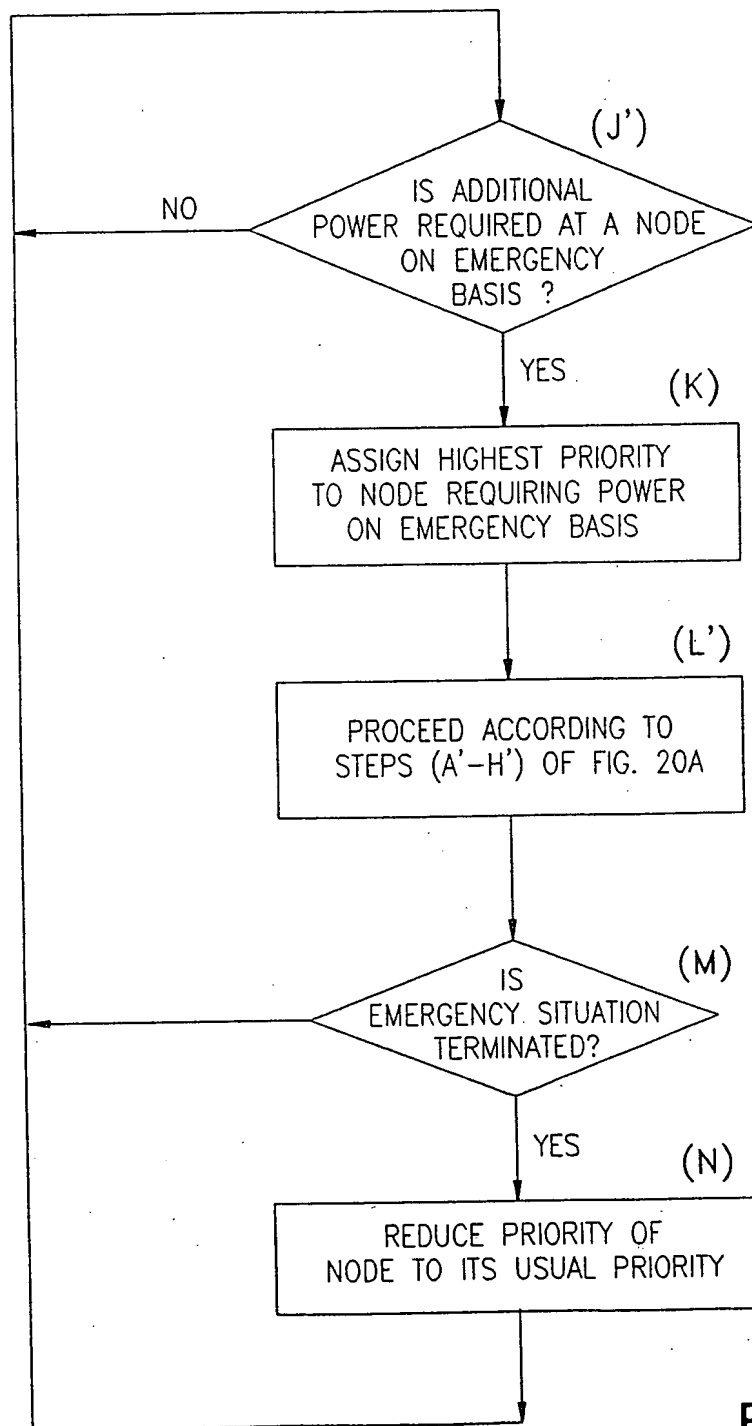 (J')
IS ADDITIONAL
POWER REQUIRED AT A NODE
ON EMERGENCY
BASIS ?
NO
YES
(K)
ASSIGN HIGHEST PRIORITY
TO NODE REQUIRING POWER
ON EMERGENCY BASIS
(L')
PROCEED ACCORDING TO
STEPS (A'-H') OF FIG. 20A
(M)
IS
EMERGENCY SITUATION
TERMINATED?
YES
(N)
REDUCE PRIORITY OF
NODE TO ITS USUAL PRIORITY